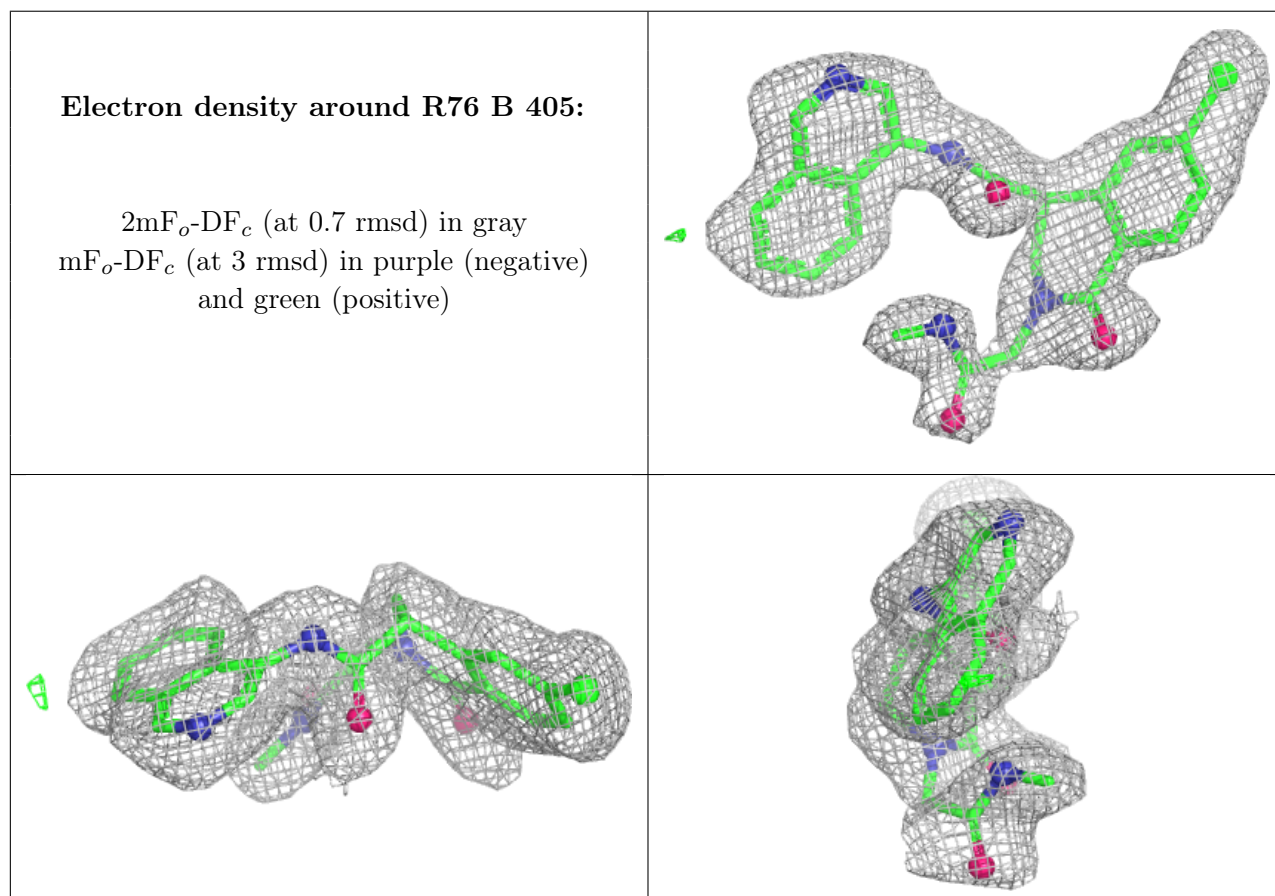 Electron density around R76 B 405:
2mFo-DFc (at 0.7 rmsd) in gray
mFo-DFc (at 3 rmsd) in purple (negative)
and green (positive)